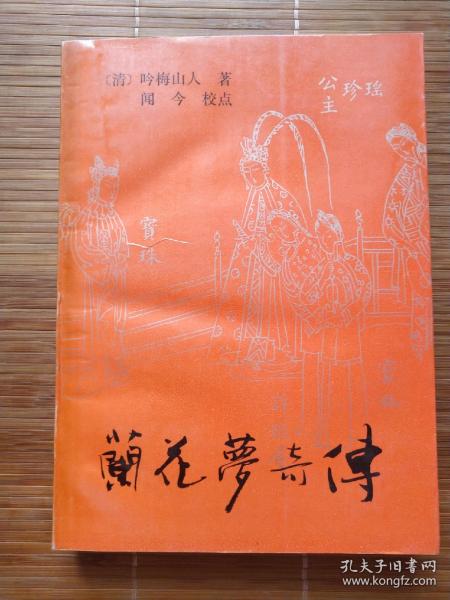 〔清〕吟梅山人 著
闻 今 校点
瑶珍公主
寳珠
蘭花夢奇傳
孔夫子旧书网
www.kongfz.com